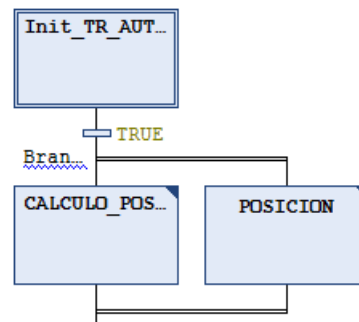 Init_TR_AUT…
TRUE
Bran…
CALCULO_POS…
POSICION